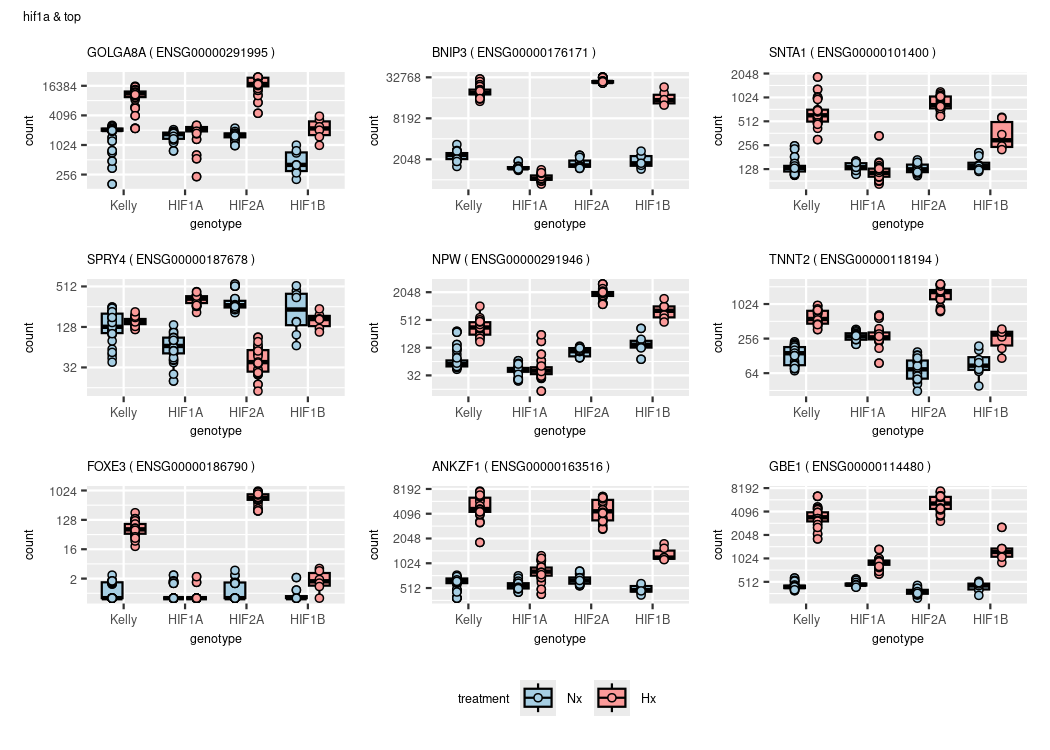 hif1a & top
GOLGA8A ( ENSG00000291995 )
BNIP3 ( ENSG00000176171 )
SNTA1 ( ENSG00000101400 )
count
16384
4096
1024
256
Kelly HIF1A HIF2A HIF1B
genotype
count
32768
8192
2048
Kelly HIF1A HIF2A HIF1B
genotype
count
2048
1024
512
256
128
Kelly HIF1A HIF2A HIF1B
genotype
SPRY4 ( ENSG00000187678 )
NPW ( ENSG00000291946 )
TNNT2 ( ENSG00000118194 )
count
512
128
32
Kelly HIF1A HIF2A HIF1B
genotype
count
2048
512
128
32
Kelly HIF1A HIF2A HIF1B
genotype
count
1024
256
64
Kelly HIF1A HIF2A HIF1B
genotype
FOXE3 ( ENSG00000186790 )
ANKZF1 ( ENSG00000163516 )
GBE1 ( ENSG00000114480 )
count
1024
128
16
2
Kelly HIF1A HIF2A HIF1B
genotype
count
8192
4096
2048
1024
512
Kelly HIF1A HIF2A HIF1B
genotype
count
8192
4096
2048
1024
512
Kelly HIF1A HIF2A HIF1B
genotype
treatment Nx Hx